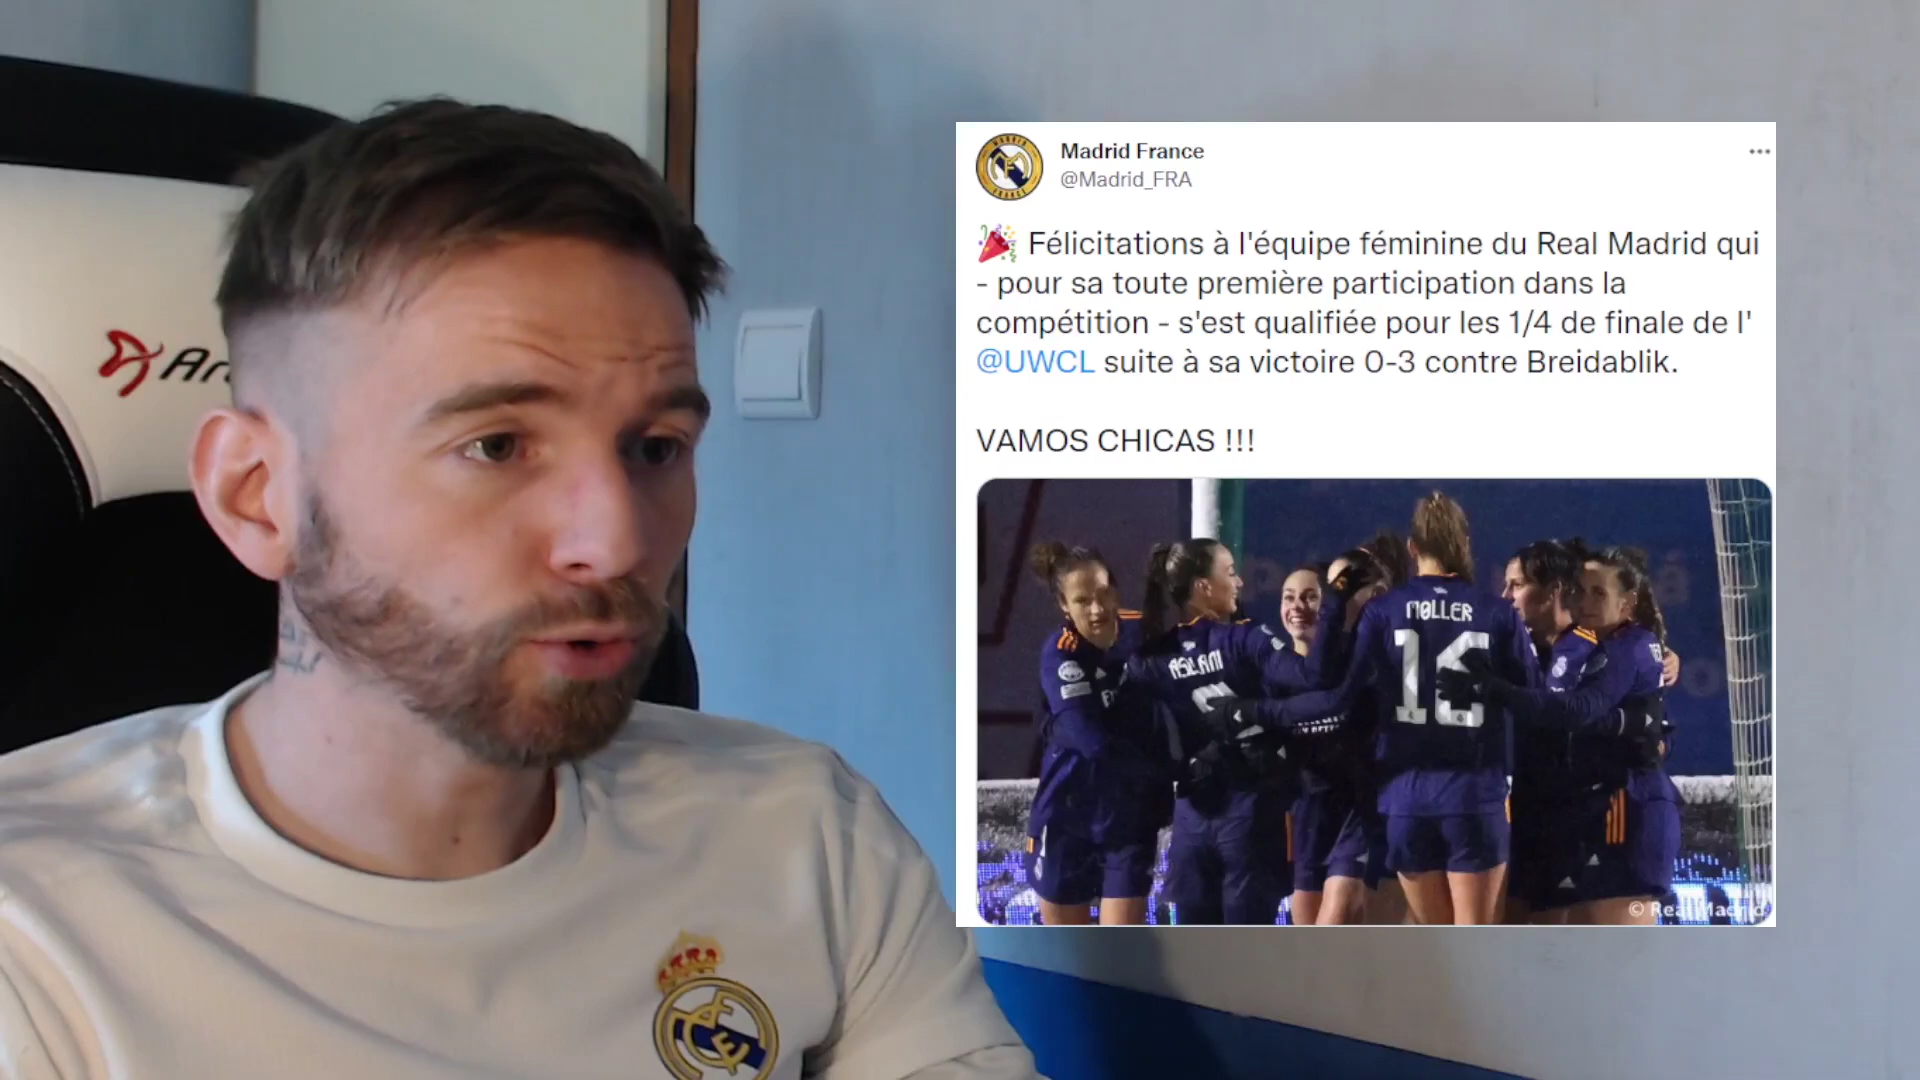 Madrid France
@Madrid_FRA
🎉 Félicitations à l'équipe féminine du Real Madrid qui
- pour sa toute première participation dans la
compétition - s'est qualifiée pour les 1/4 de finale de l'
@UWCL suite à sa victoire 0-3 contre Breidablik.
VAMOS CHICAS !!!
MØLLER
16
ASLLANI
© Real Madrid